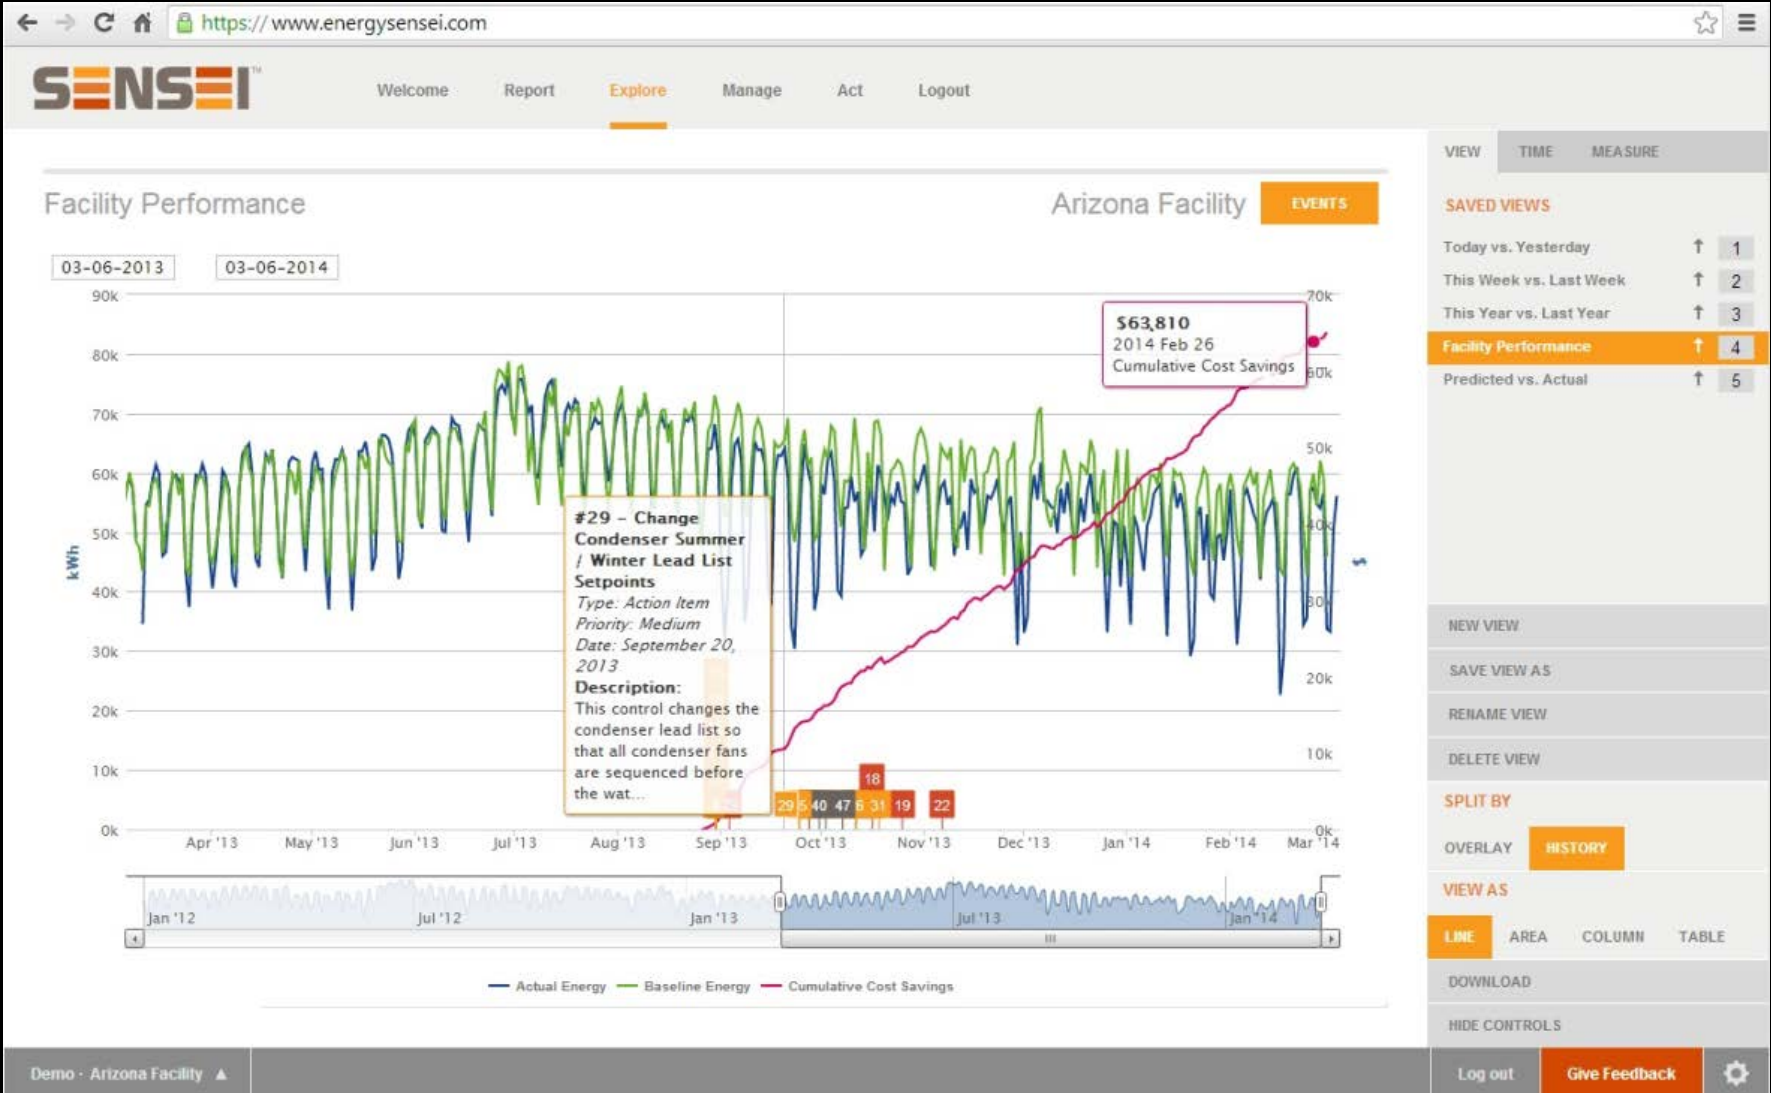 https://www.energysensei.com
SENSEI™
Welcome Report Explore Manage Act Logout
VIEW TIME MEASURE
Facility Performance
Arizona Facility EVENTS
SAVED VIEWS
Today vs. Yesterday ↑ 1
This Week vs. Last Week ↑ 2
This Year vs. Last Year ↑ 3
Facility Performance ↑ 4
Predicted vs. Actual ↑ 5
03-06-2013 03-06-2014
90k
80k
70k
60k
50k
40k
30k
20k
10k
0k
kWh
70k
60k
50k
40k
30k
20k
10k
0k
$
$63,810
2014 Feb 26
Cumulative Cost Savings
#29 - Change
Condenser Summer
/ Winter Lead List
Setpoints
Type: Action Item
Priority: Medium
Date: September 20,
2013
Description:
This control changes the
condenser lead list so
that all condenser fans
are sequenced before
the wat...
18
29 5 40 47 6 31 19 22
Apr '13 May '13 Jun '13 Jul '13 Aug '13 Sep '13 Oct '13 Nov '13 Dec '13 Jan '14 Feb '14 Mar '14
Jan '12 Jul '12 Jan '13 Jul '13 Jan '14
Actual Energy Baseline Energy Cumulative Cost Savings
NEW VIEW
SAVE VIEW AS
RENAME VIEW
DELETE VIEW
SPLIT BY
OVERLAY HISTORY
VIEW AS
LINE AREA COLUMN TABLE
DOWNLOAD
HIDE CONTROLS
Demo - Arizona Facility ▲
Log out Give Feedback